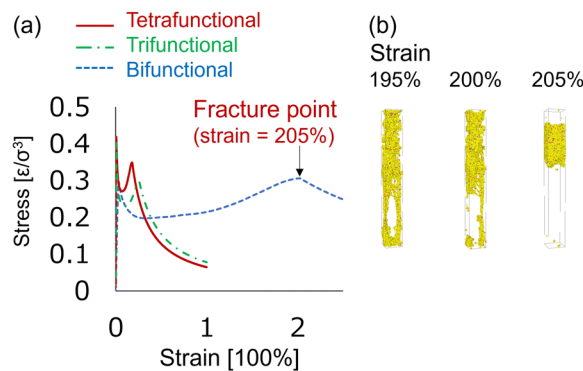 (a)
Tetrafunctional
Trifunctional
Bifunctional
0.5
0.4
0.3
0.2
0.1
0
Stress [ε/σ³]
Fracture point
(strain = 205%)
0 1 2
Strain [100%]
(b)
Strain
195% 200% 205%